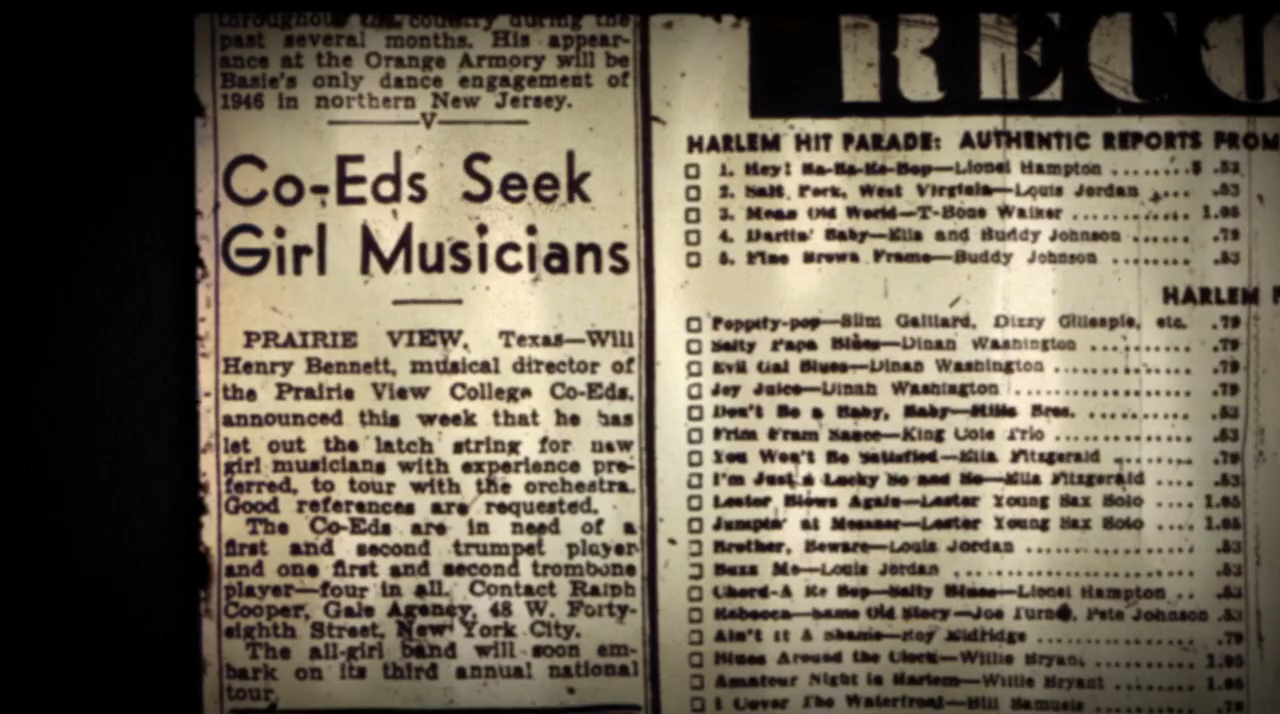 throughout the country during the
past several months. His appear-
ance at the Orange Armory will be
Basie's only dance engagement of
1946 in northern New Jersey.
V
Co-Eds Seek
Girl Musicians
PRAIRIE VIEW, Texas—Will
Henry Bennett, musical director of
the Prairie View College Co-Eds,
announced this week that he has
let out the latch string for new
girl musicians with experience pre-
ferred, to tour with the orchestra.
Good references are requested.
The Co-Eds are in need of a
first and second trumpet player
and one first and second trombone
player—four in all. Contact Ralph
Cooper, Gale Agency, 48 W. Forty-
eighth Street, New York City.
The all-girl band will soon em-
bark on its third annual national
tour.
RECO
HARLEM HIT PARADE: AUTHENTIC REPORTS FROM
1. Hey! Ba-Ba-Re-Bop—Lionel Hampton ........$ .53
2. Salt Pork, West Virginia—Louis Jordan .... .53
3. Mean Old World—T-Bone Walker ........... 1.05
4. Dartin' Baby—Ella and Buddy Johnson ...... .79
5. Fine Brown Frame—Buddy Johnson ........ .53
HARLEM
Poppity-pop—Slim Gaillard, Dizzy Gillespie, etc. .79
Salty Papa Blues—Dinah Washington .......... .79
Evil Gal Blues—Dinah Washington ............. .79
Joy Juice—Dinah Washington .................. .79
Don't Be a Baby, Baby—Mills Bros. ........... .53
Frim Fram Sauce—King Cole Trio .............. .53
You Won't Be Satisfied—Ella Fitzgerald ...... .79
I'm Just a Lucky So and So—Ella Fitzgerald .... .53
Lester Blows Again—Lester Young Sax Solo .... 1.05
Jumpin' at Mesner—Lester Young Sax Solo .... 1.05
Brother, Beware—Louis Jordan ................ .53
Buzz Me—Louis Jordan ........................ .53
Chord-A Re Bop—Salty Blues—Lionel Hampton .. .53
Rebecca—Same Old Story—Joe Turner, Pete Johnson .53
Ain't It A Shame—Roy Eldridge ............... .79
Blues Around the Clock—Willie Bryant ........ 1.05
Amateur Night in Harlem—Willie Bryant ....... 1.05
I Cover The Waterfront—Bill Samuels ......... .79